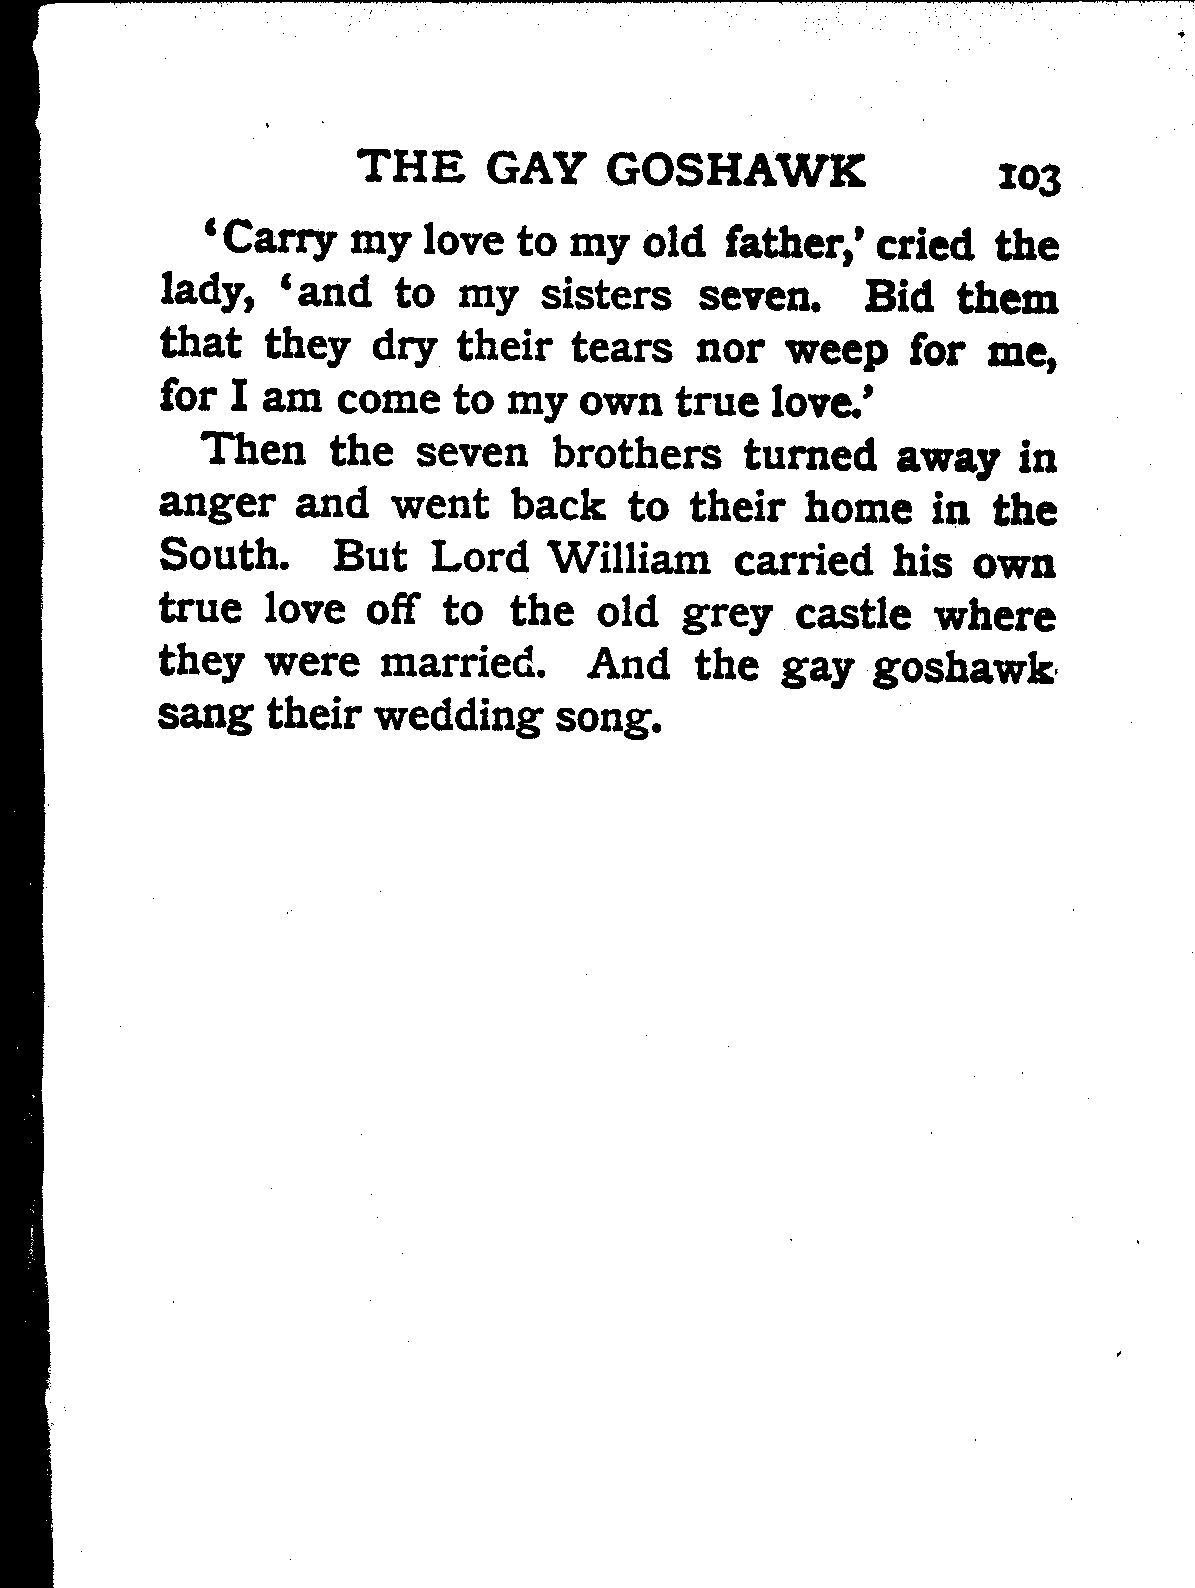 THE GAY GOSHAWK 103
‘Carry my love to my old father,’ cried the
lady, ‘and to my sisters seven. Bid them
that they dry their tears nor weep for me,
for I am come to my own true love.’
Then the seven brothers turned away in
anger and went back to their home in the
South. But Lord William carried his own
true love off to the old grey castle where
they were married. And the gay goshawk
sang their wedding song.